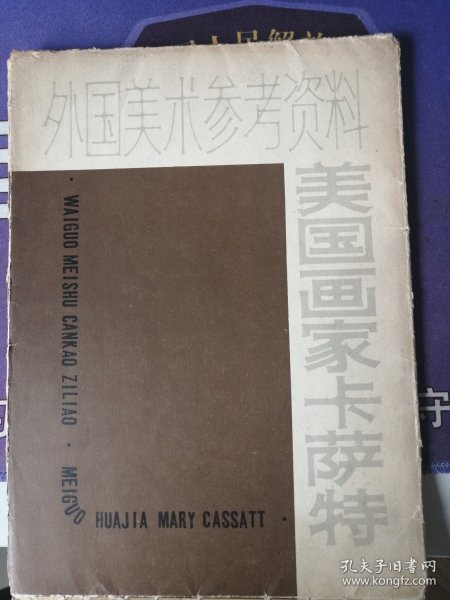 外国美术参考资料
美国画家卡萨特
· WAIGUO MEISHU CANKAO ZILIAO · MEIGUO HUAJIA MARY CASSATT ·
守
孔夫子旧书网
www.kongfz.com